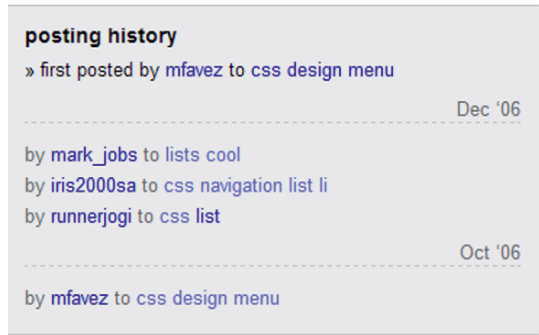 posting history
» first posted by mfavez to css design menu
Dec ‘06
by mark_jobs to lists cool
by iris2000sa to css navigation list li
by runnerjogi to css list
Oct ‘06
by mfavez to css design menu